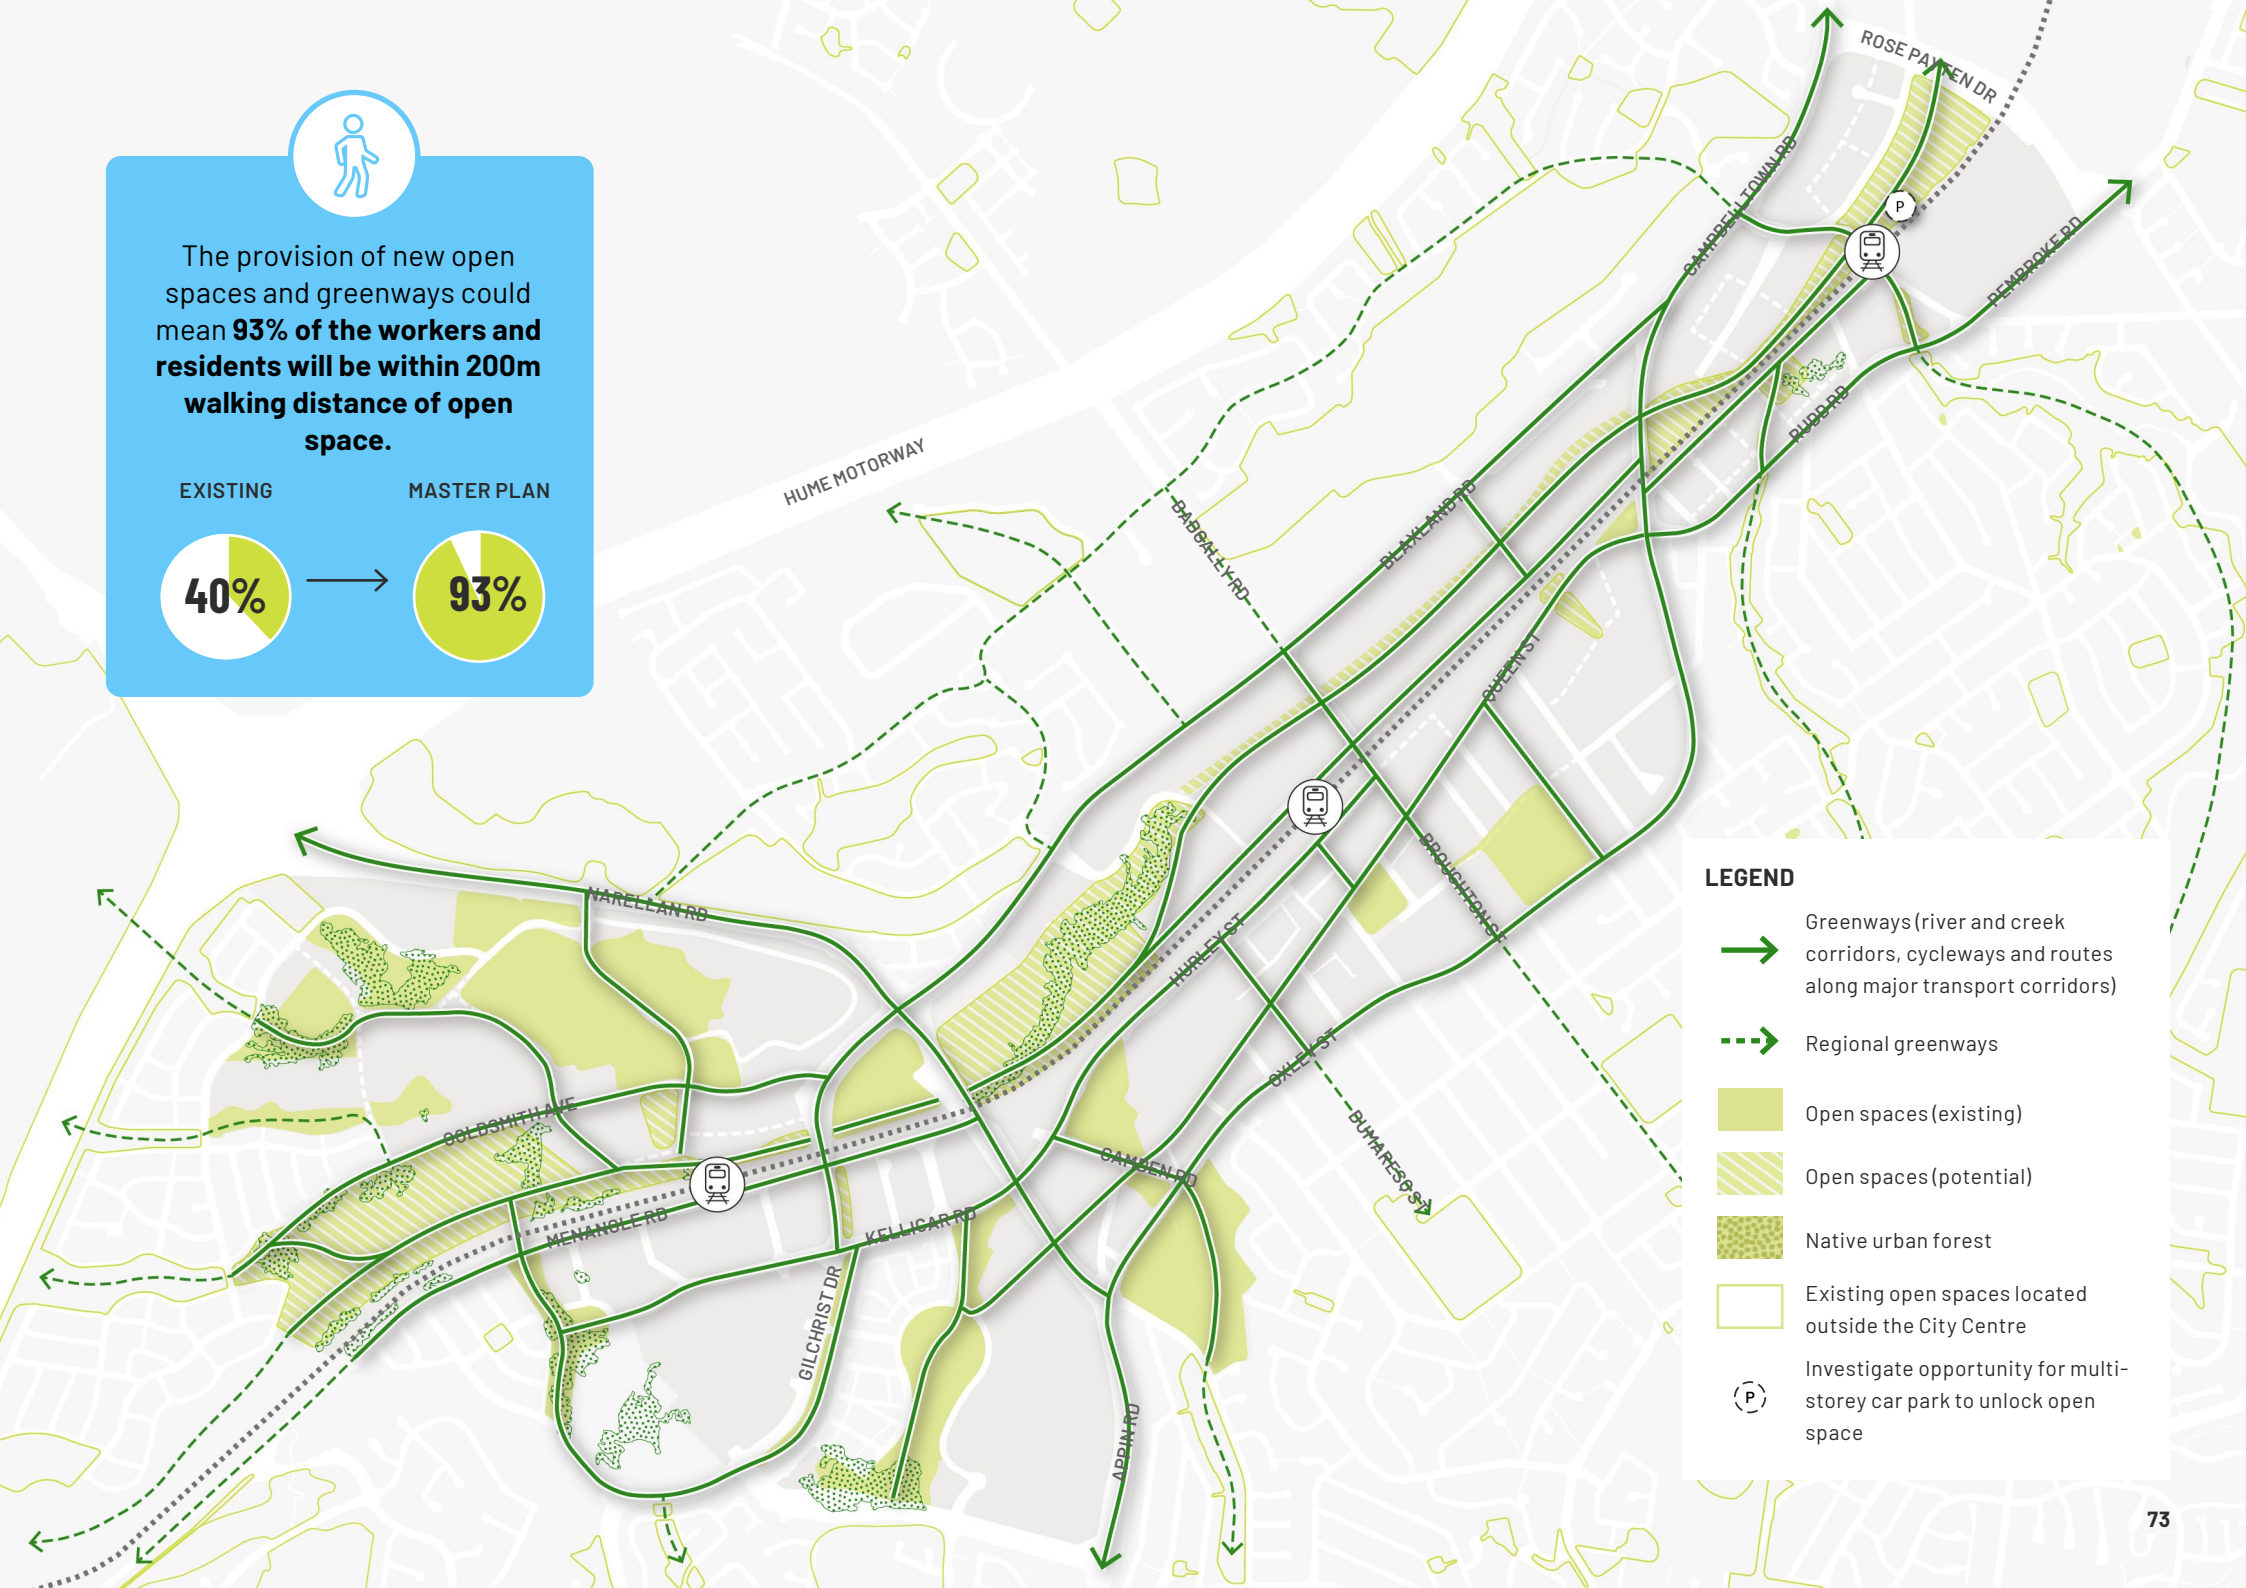 The provision of new open
spaces and greenways could
mean 93% of the workers and
residents will be within 200m
walking distance of open
space.
EXISTING
MASTER PLAN
40%
93%
ROSE PAYTEN DR
CAMPBELLTOWN RD
P
PEMBROKE RD
RUDD RD
HUME MOTORWAY
BLAXLAND RD
BADGALLY RD
QUEEN ST
BROUGHTON ST
NARELLAN RD
HURLEY ST
OXLEY ST
GOLDSMITH AVE
CAMDEN RD
DUMARESQ ST
MENANGLE RD
KELLICAR RD
GILCHRIST DR
APPIN RD
LEGEND
Greenways (river and creek
corridors, cycleways and routes
along major transport corridors)
Regional greenways
Open spaces (existing)
Open spaces (potential)
Native urban forest
Existing open spaces located
outside the City Centre
P
Investigate opportunity for multi-
storey car park to unlock open
space
73